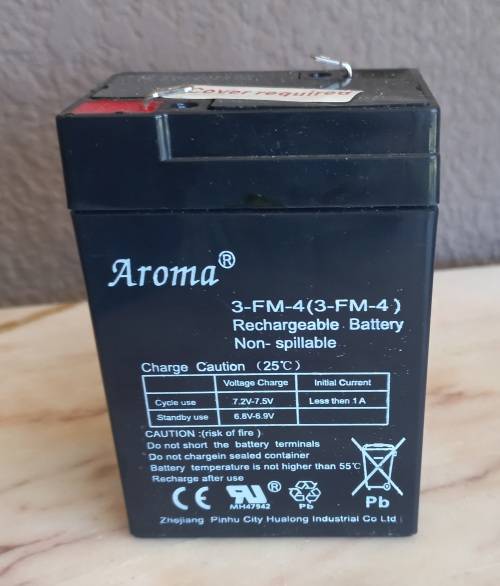 Cover required
Aroma®
3-FM-4(3-FM-4)
Rechargeable Battery
Non- spillable
Charge Caution (25℃)
Voltage Charge Initial Current
Cycle use 7.2V-7.5V Less then 1A
Standby use 6.8V-6.9V
CAUTION :(risk of fire)
Do not short the battery terminals
Do not chargein sealed container
Battery temperature is not higher than 55℃
Recharge after use
CE RU® Pb Pb
MH47942
Zhejiang Pinhu City Hualong Industrial Co Ltd